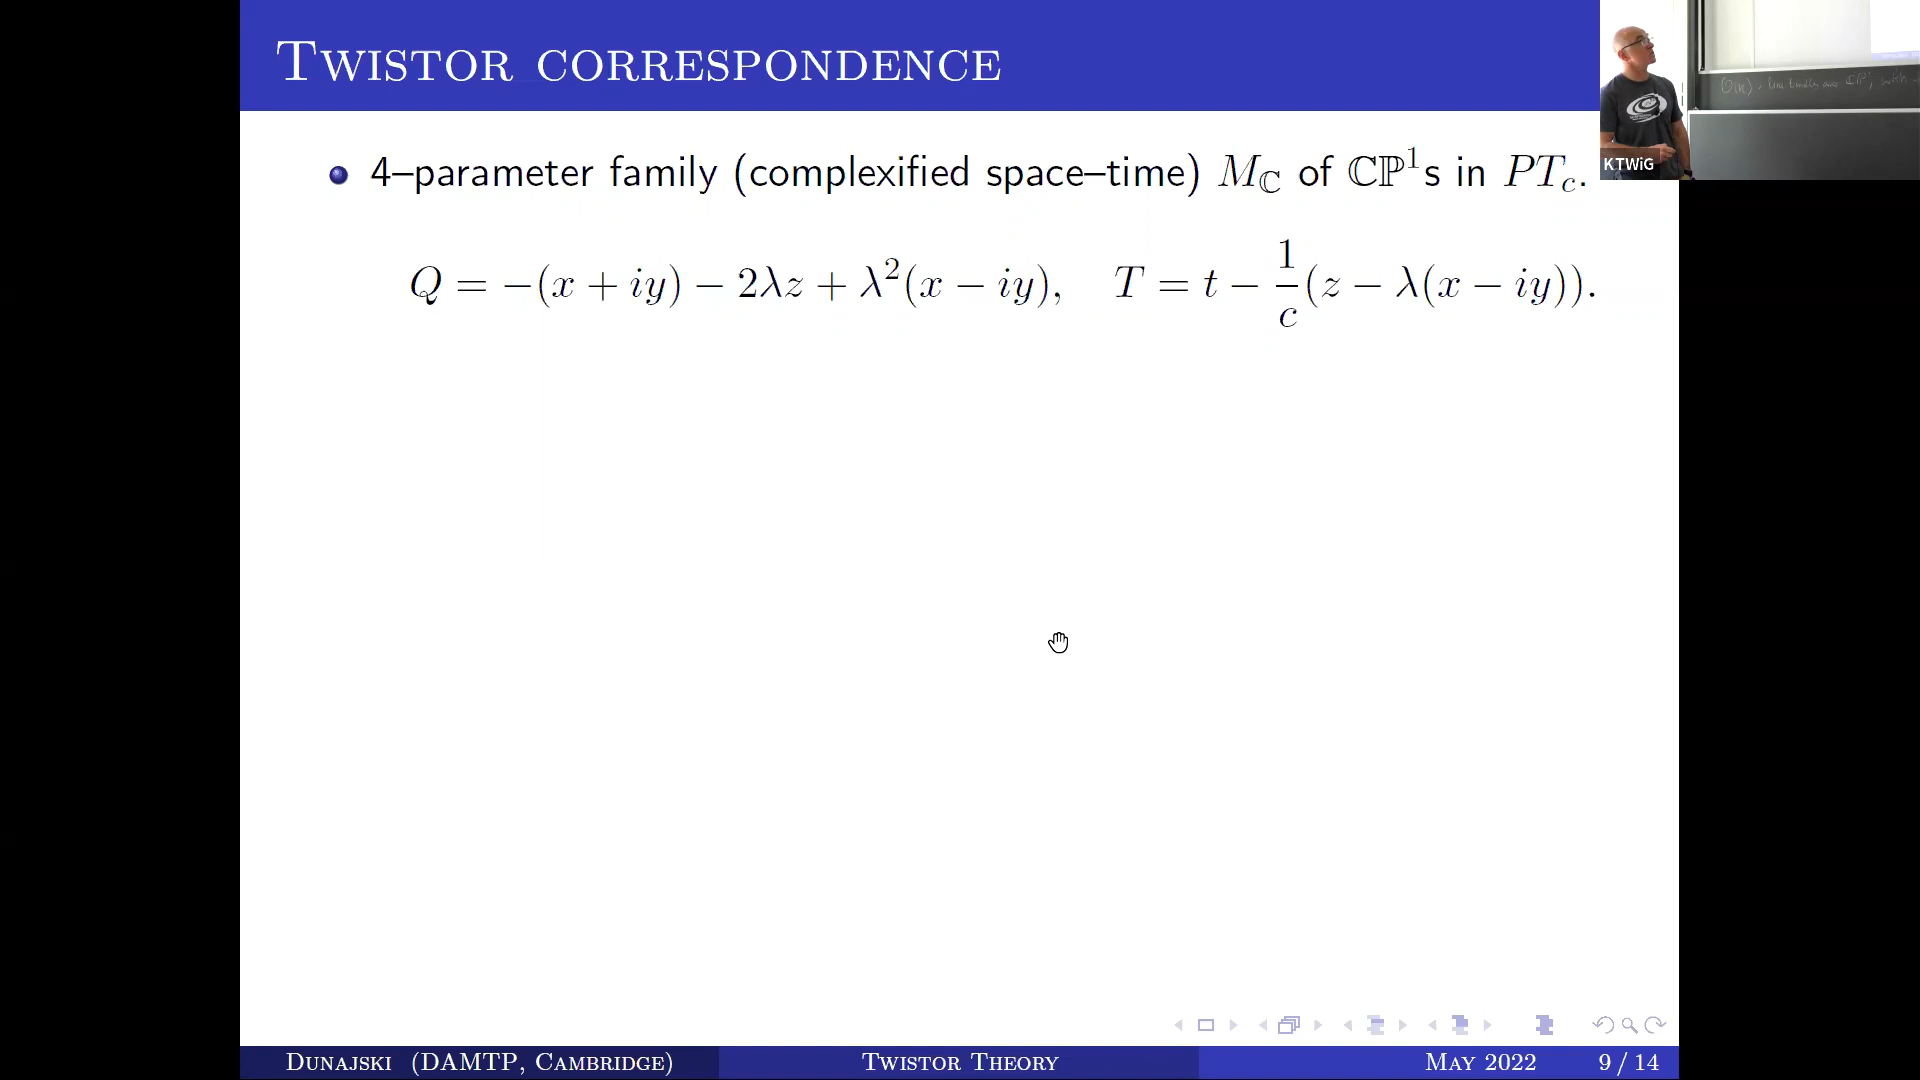 Twistor correspondence
4–parameter family (complexified space–time) M_ℂ of ℂℙ¹s in PT_c.
Q = −(x + iy) − 2λz + λ²(x − iy), T = t − 1/c (z − λ(x − iy)).
KTWiG
Dunajski (DAMTP, Cambridge) Twistor Theory May 2022 9 / 14